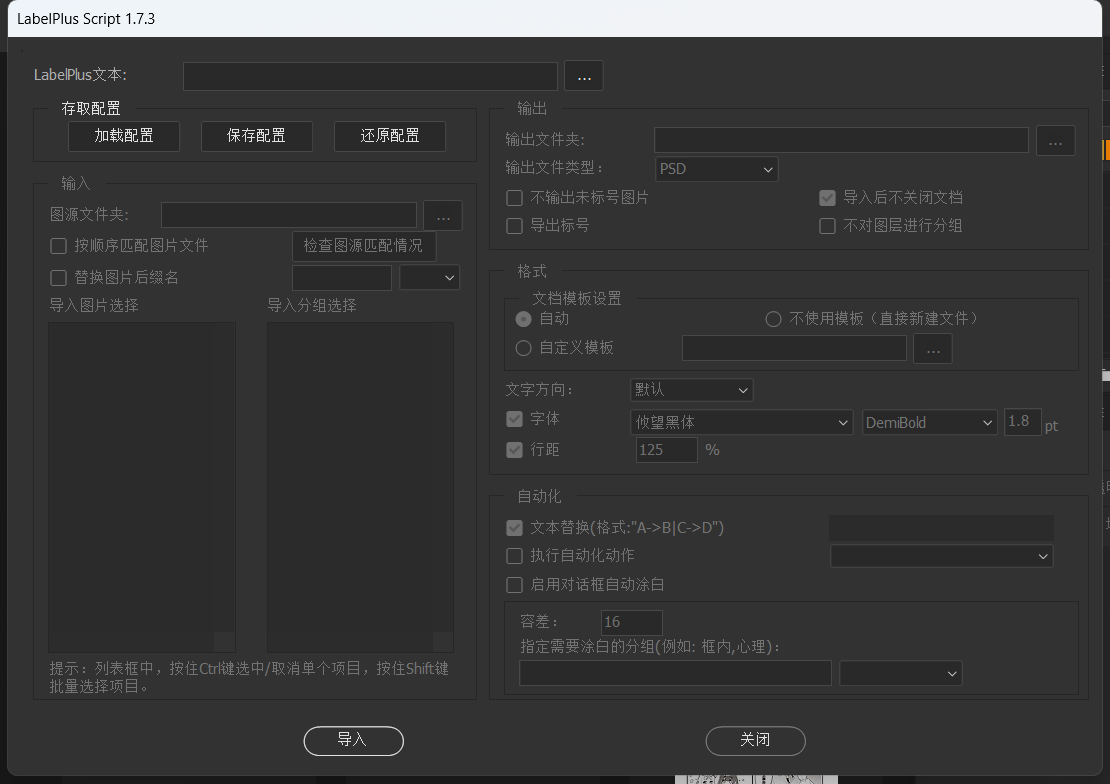 LabelPlus Script 1.7.3
LabelPlus文本:
...
存取配置
加载配置
保存配置
还原配置
输入
图源文件夹:
...
按顺序匹配图片文件
检查图源匹配情况
替换图片后缀名
导入图片选择
导入分组选择
提示：列表框中，按住Ctrl键选中/取消单个项目，按住Shift键
批量选择项目。
输出
输出文件夹:
...
输出文件类型：
PSD
不输出未标号图片
导入后不关闭文档
导出标号
不对图层进行分组
格式
文档模板设置
自动
不使用模板（直接新建文件）
自定义模板
...
文字方向：
默认
字体
攸望黑体
DemiBold
1.8
pt
行距
125
%
自动化
文本替换(格式:"A->B|C->D")
执行自动化动作
启用对话框自动涂白
容差：
16
指定需要涂白的分组(例如: 框内,心理)：
导入
关闭